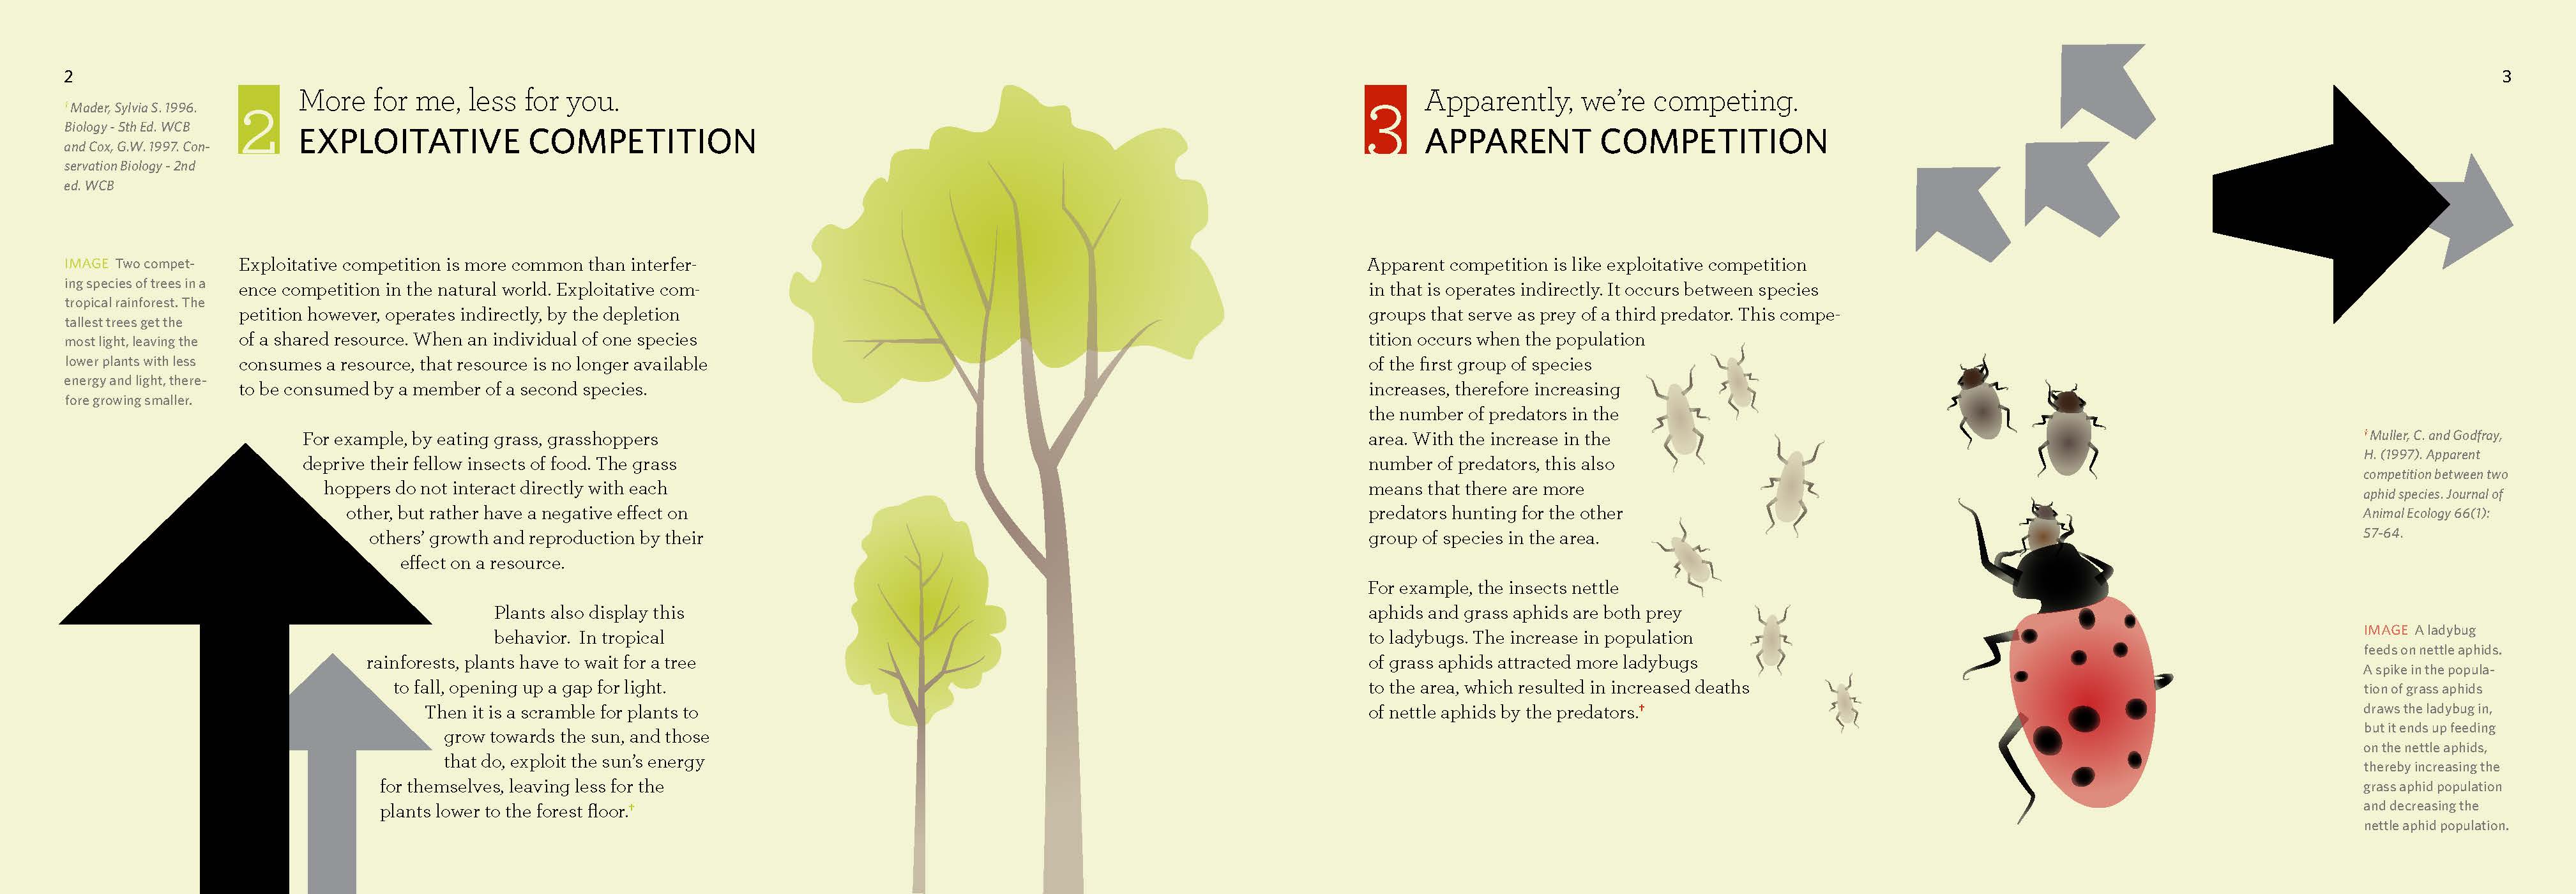 2
i Mader, Sylvia S. 1996.
Biology - 5th Ed. WCB
and Cox, G.W. 1997. Con-
servation Biology - 2nd
ed. WCB
IMAGE Two compet-
ing species of trees in a
tropical rainforest. The
tallest trees get the
most light, leaving the
lower plants with less
energy and light, there-
fore growing smaller.
2
More for me, less for you.
EXPLOITATIVE COMPETITION
Exploitative competition is more common than interfer-
ence competition in the natural world. Exploitative com-
petition however, operates indirectly, by the depletion
of a shared resource. When an individual of one species
consumes a resource, that resource is no longer available
to be consumed by a member of a second species.
For example, by eating grass, grasshoppers
deprive their fellow insects of food. The grass
hoppers do not interact directly with each
other, but rather have a negative effect on
others' growth and reproduction by their
effect on a resource.
Plants also display this
behavior. In tropical
rainforests, plants have to wait for a tree
to fall, opening up a gap for light.
Then it is a scramble for plants to
grow towards the sun, and those
that do, exploit the sun's energy
for themselves, leaving less for the
plants lower to the forest floor.†
3
Apparently, we're competing.
APPARENT COMPETITION
Apparent competition is like exploitative competition
in that is operates indirectly. It occurs between species
groups that serve as prey of a third predator. This compe-
tition occurs when the population
of the first group of species
increases, therefore increasing
the number of predators in the
area. With the increase in the
number of predators, this also
means that there are more
predators hunting for the other
group of species in the area.
For example, the insects nettle
aphids and grass aphids are both prey
to ladybugs. The increase in population
of grass aphids attracted more ladybugs
to the area, which resulted in increased deaths
of nettle aphids by the predators.†
3
i Muller, C. and Godfray,
H. (1997). Apparent
competition between two
aphid species. Journal of
Animal Ecology 66(1):
57-64.
IMAGE A ladybug
feeds on nettle aphids.
A spike in the popula-
tion of grass aphids
draws the ladybug in,
but it ends up feeding
on the nettle aphids,
thereby increasing the
grass aphid population
and decreasing the
nettle aphid population.